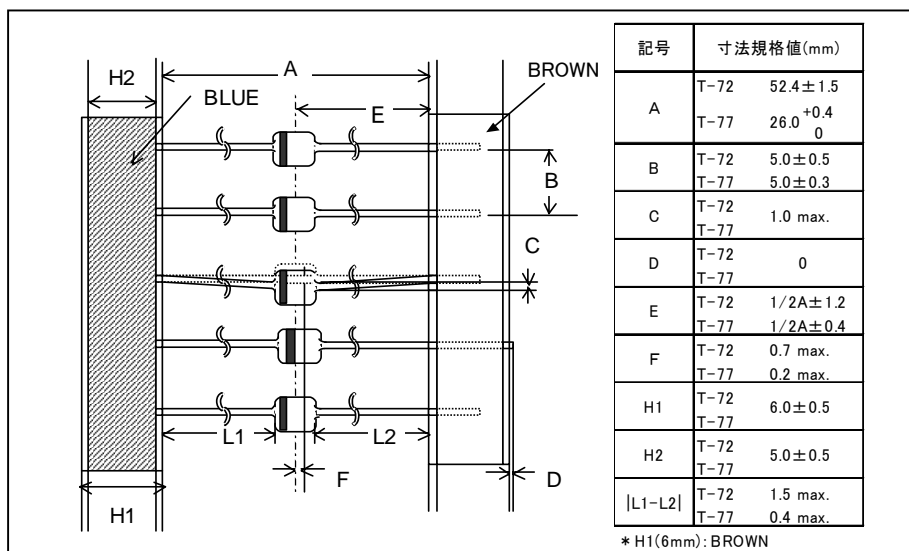 H2
A
BROWN
BLUE
E
B
C
L1
L2
F
D
H1
記号 寸法規格値(mm)
A T-72 52.4±1.5
T-77 26.0 +0.4 0
B T-72 5.0±0.5
T-77 5.0±0.3
C T-72 1.0 max.
T-77
D T-72 0
T-77
E T-72 1/2A±1.2
T-77 1/2A±0.4
F T-72 0.7 max.
T-77 0.2 max.
H1 T-72 6.0±0.5
T-77
H2 T-72 5.0±0.5
T-77
|L1-L2| T-72 1.5 max.
T-77 0.4 max.
* H1(6mm): BROWN